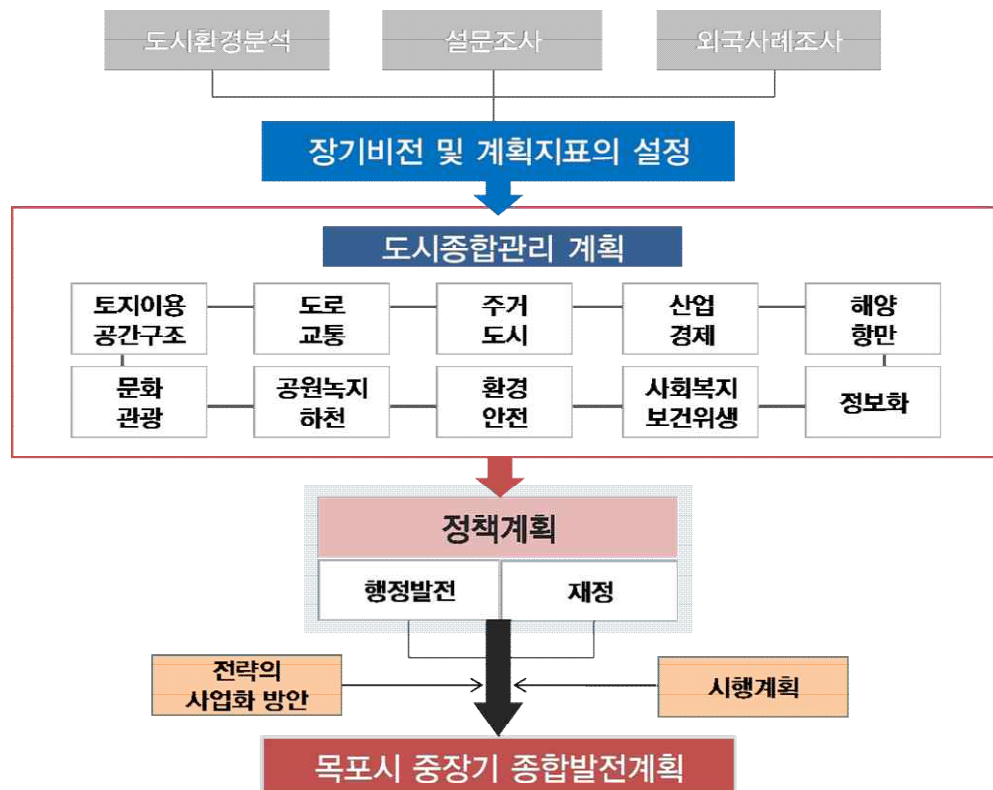 도시환경분석
설문조사
외국사례조사
장기비전 및 계획지표의 설정
도시종합관리 계획
토지이용
공간구조
도로
교통
주거
도시
산업
경제
해양
항만
문화
관광
공원녹지
하천
환경
안전
사회복지
보건위생
정보화
정책계획
행정발전
재정
전략의
사업화 방안
시행계획
목포시 중장기 종합발전계획